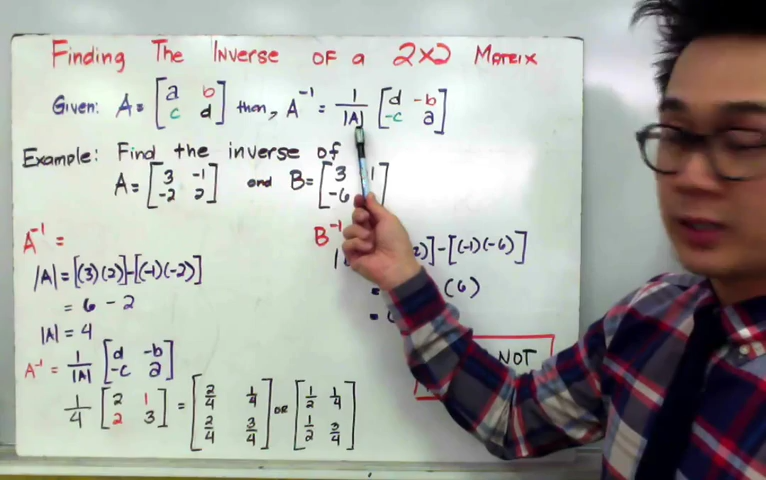 Finding The Inverse of a 2x2 Matrix
Given: A = [a b; c d] then, A⁻¹ = 1/|A| [d -b; -c a]
Example: Find the inverse of
A = [3 -1; -2 2] and B = [3 1; -6
A⁻¹ =
B⁻¹
|A| = [(3)(2)]-[(-1)(-2)]
2)]-[(-1)(-6)]
= 6 - 2
= (6)
|A| = 4
=
A⁻¹ = 1/|A| [d -b; -c a]
NOT
1/4 [2 1; 2 3] = [2/4 1/4; 2/4 3/4] OR [1/2 1/4; 1/2 3/4]